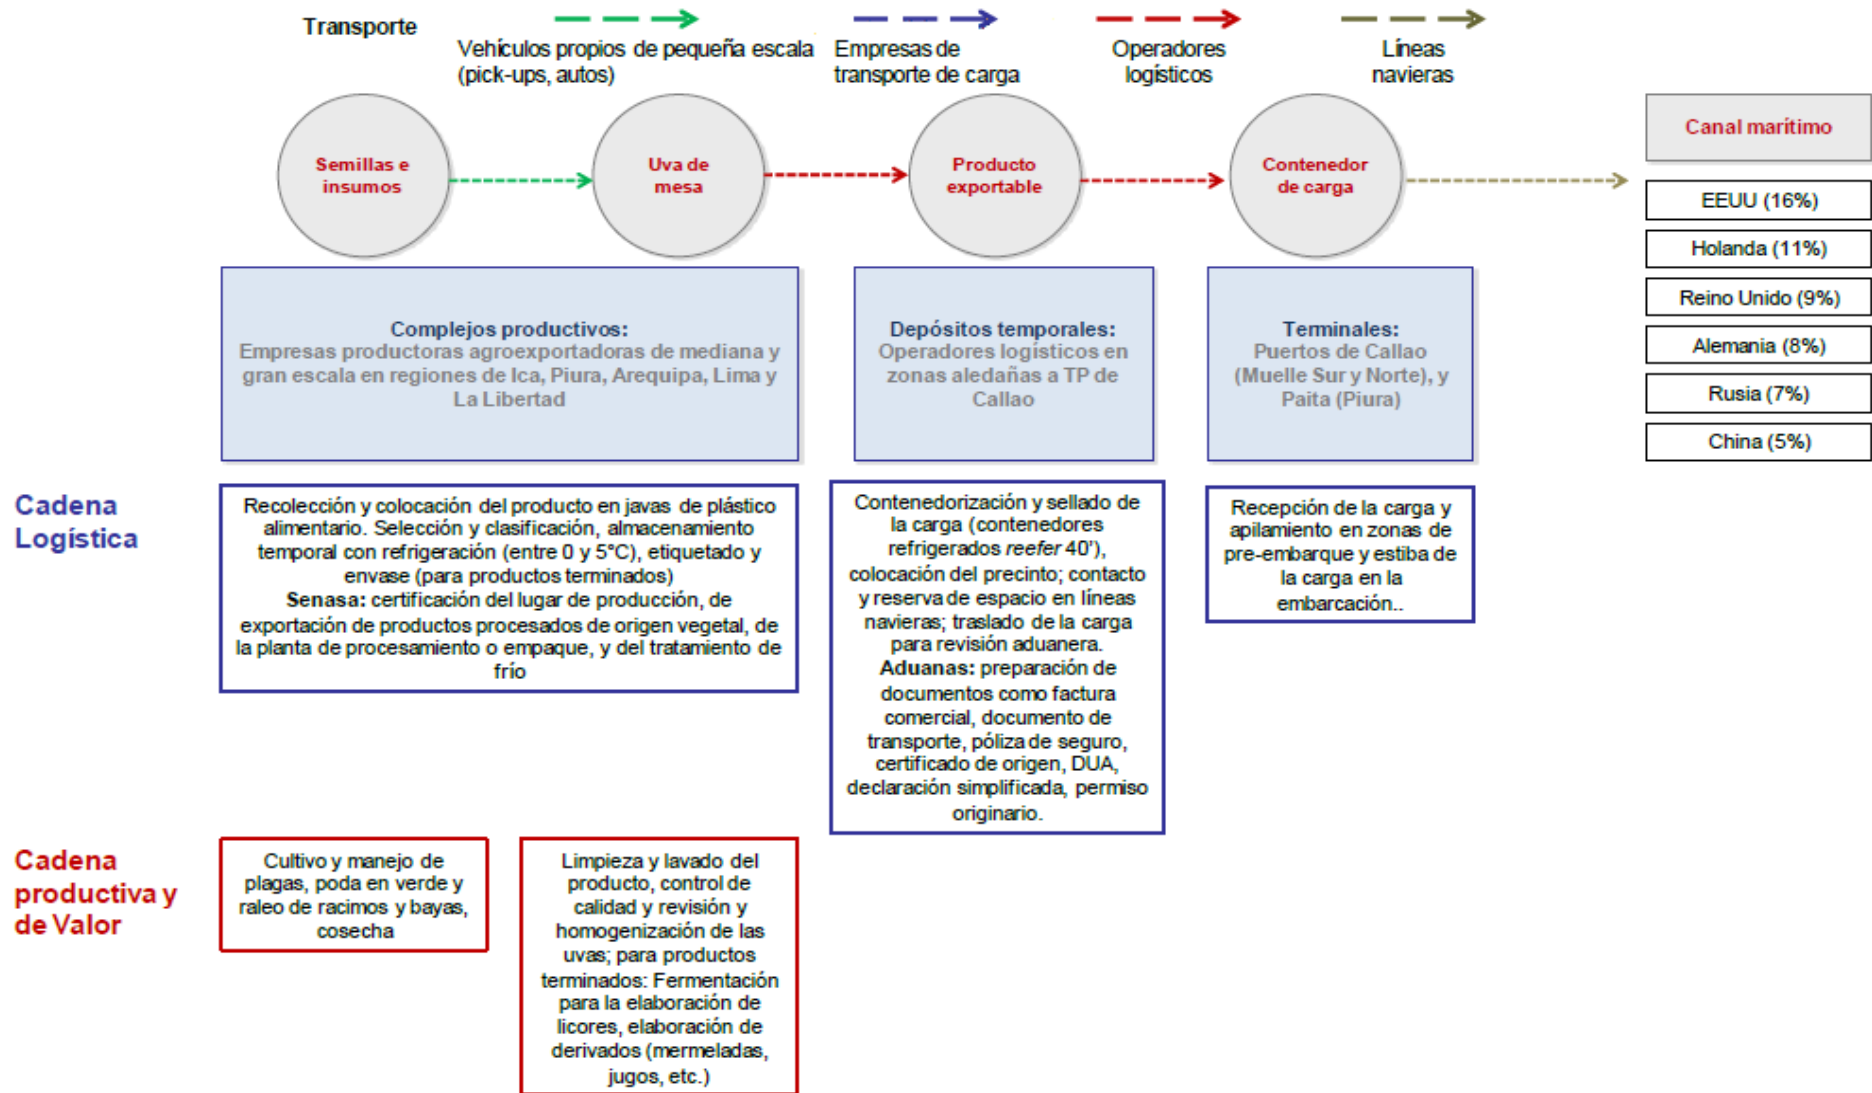 Transporte
Vehículos propios de pequeña escala
(pick-ups, autos)
Empresas de
transporte de carga
Operadores
logísticos
Líneas
navieras
Semillas e
insumos
Uva de
mesa
Producto
exportable
Contenedor
de carga
Canal marítimo
EEUU (16%)
Holanda (11%)
Reino Unido (9%)
Alemania (8%)
Rusia (7%)
China (5%)
Complejos productivos:
Empresas productoras agroexportadoras de mediana y
gran escala en regiones de Ica, Piura, Arequipa, Lima y
La Libertad
Depósitos temporales:
Operadores logísticos en
zonas aledañas a TP de
Callao
Terminales:
Puertos de Callao
(Muelle Sur y Norte), y
Paita (Piura)
Cadena
Logística
Recolección y colocación del producto en javas de plástico
alimentario. Selección y clasificación, almacenamiento
temporal con refrigeración (entre 0 y 5°C), etiquetado y
envase (para productos terminados)
Senasa: certificación del lugar de producción, de
exportación de productos procesados de origen vegetal, de
la planta de procesamiento o empaque, y del tratamiento de
frío
Contenedorización y sellado de
la carga (contenedores
refrigerados reefer 40'),
colocación del precinto; contacto
y reserva de espacio en líneas
navieras; traslado de la carga
para revisión aduanera.
Aduanas: preparación de
documentos como factura
comercial, documento de
transporte, póliza de seguro,
certificado de origen, DUA,
declaración simplificada, permiso
originario.
Recepción de la carga y
apilamiento en zonas de
pre-embarque y estiba de
la carga en la
embarcación..
Cadena
productiva y
de Valor
Cultivo y manejo de
plagas, poda en verde y
raleo de racimos y bayas,
cosecha
Limpieza y lavado del
producto, control de
calidad y revisión y
homogenización de las
uvas; para productos
terminados: Fermentación
para la elaboración de
licores, elaboración de
derivados (mermeladas,
jugos, etc.)